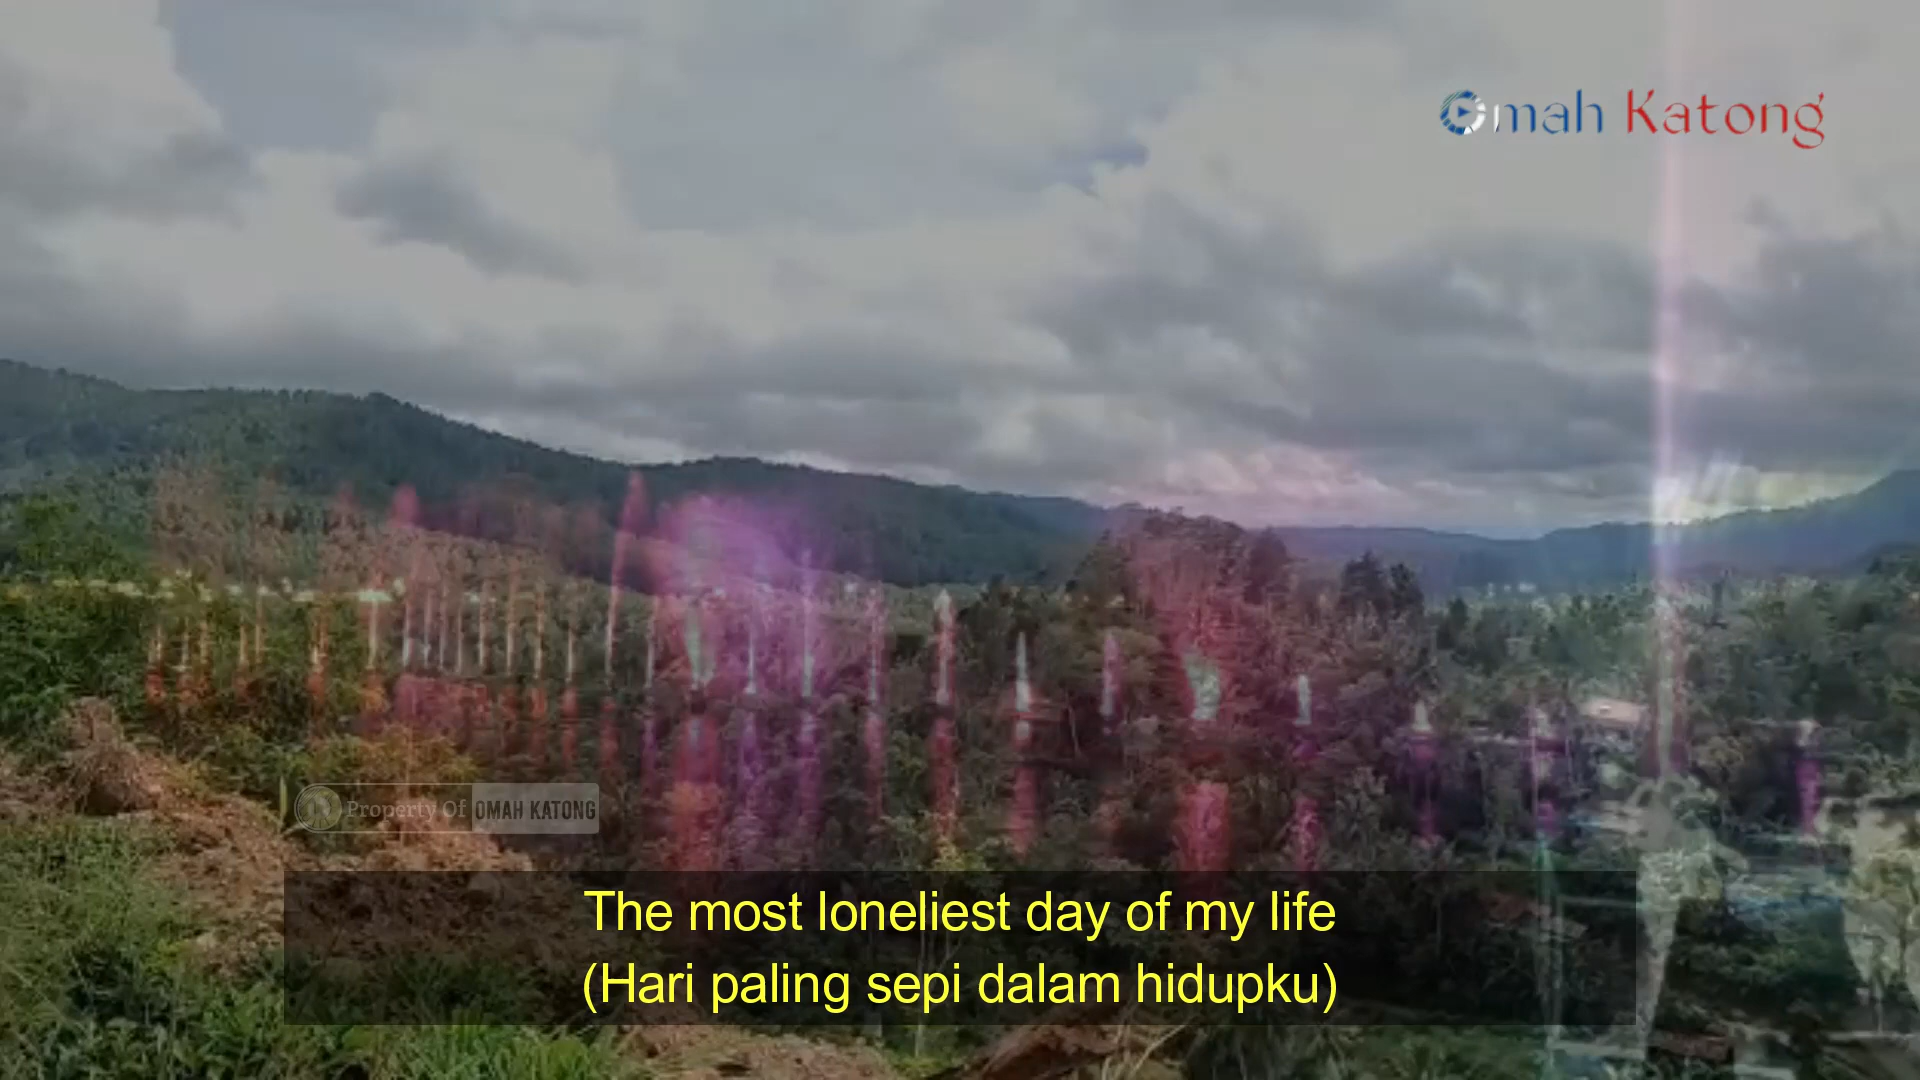 Omah Katong
Property Of OMAH KATONG
The most loneliest day of my life
(Hari paling sepi dalam hidupku)